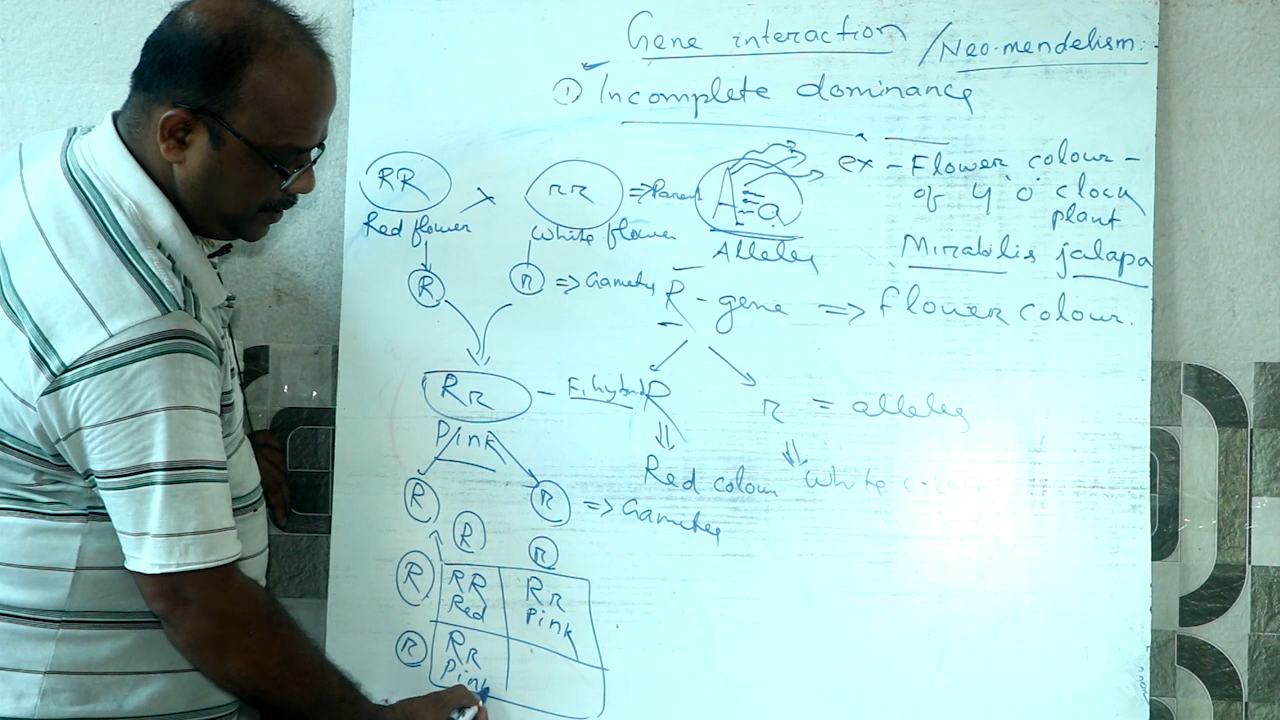 Gene interaction / Neo-mendelism:
① Incomplete dominance
RR x rr => Parent
Red flower White flower
A a
Alleles
ex - Flower colour -
of 4 'O' clock
plant
Mirabilis jalapa
R r => Gametes
R - gene => flower colour.
Rr - F1 hybrid
Pink
R r = alleles
Red colour White colour
R r => Gametes
R r
R RR Rr
Red Pink
r Rr
Pink